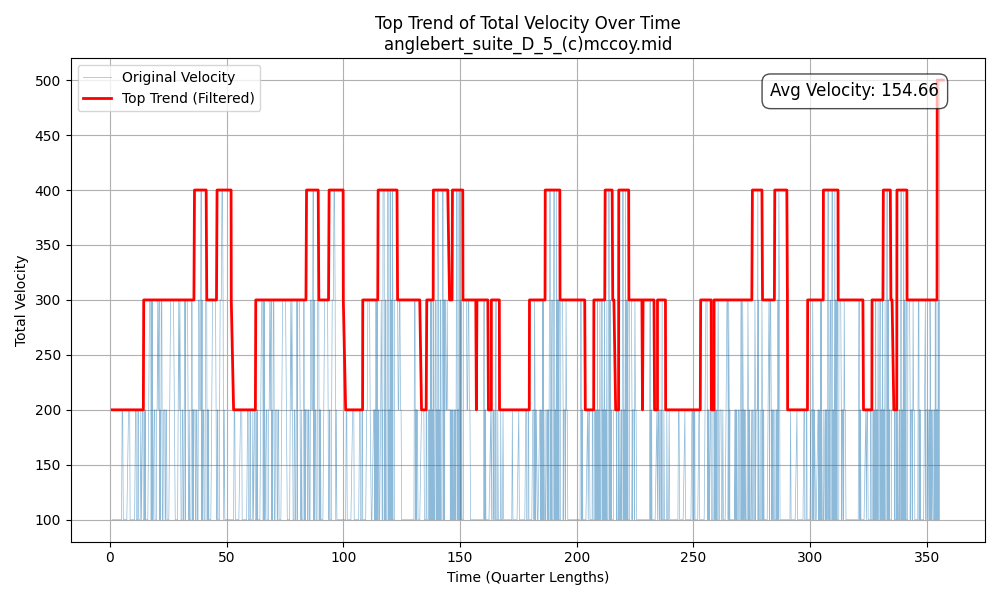 Top Trend of Total Velocity Over Time
anglebert_suite_D_5_(c)mccoy.mid
Original Velocity
Top Trend (Filtered)
Avg Velocity: 154.66
Total Velocity
500
450
400
350
300
250
200
150
100
0 50 100 150 200 250 300 350
Time (Quarter Lengths)